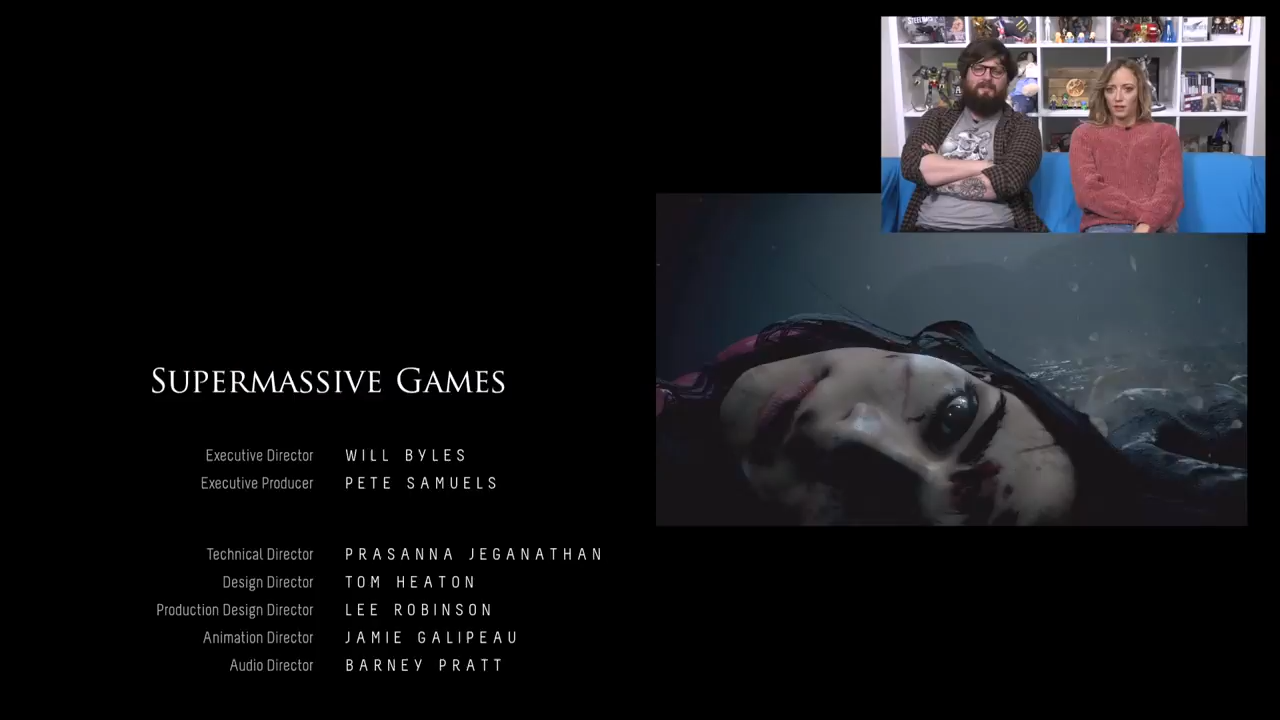 SUPERMASSIVE GAMES
Executive Director WILL BYLES
Executive Producer PETE SAMUELS
Technical Director PRASANNA JEGANATHAN
Design Director TOM HEATON
Production Design Director LEE ROBINSON
Animation Director JAMIE GALIPEAU
Audio Director BARNEY PRATT